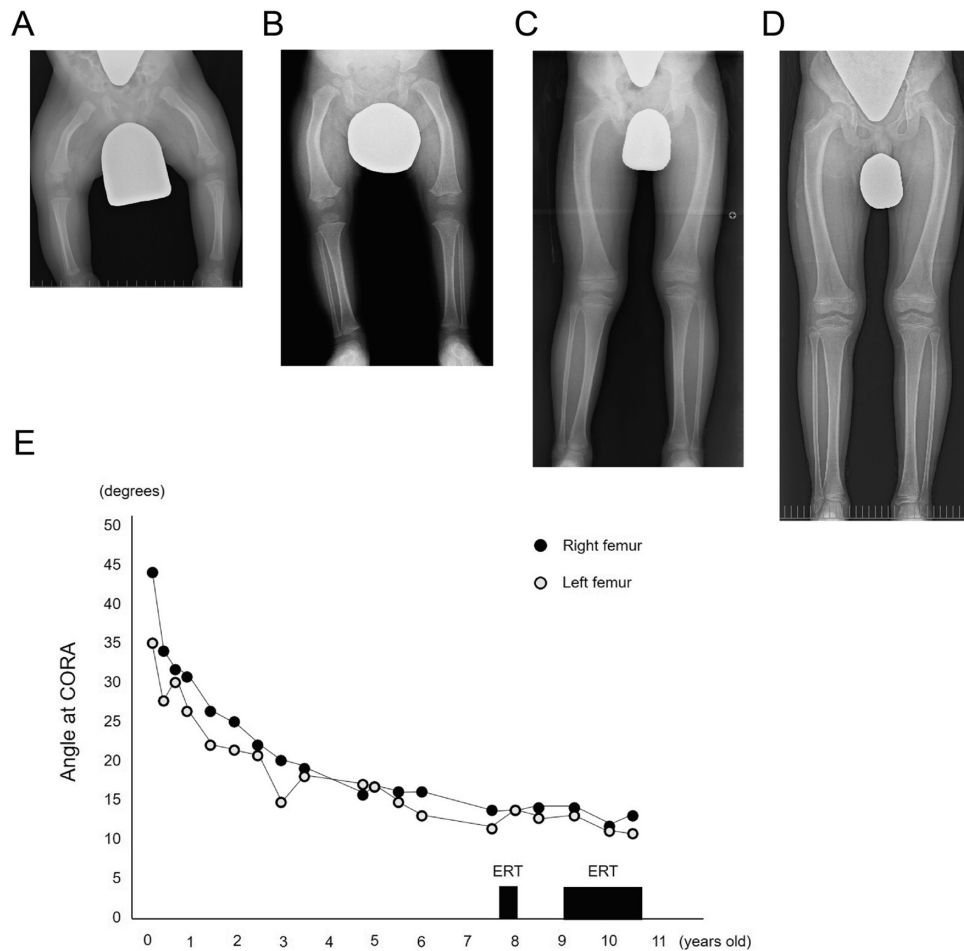 A
B
C
D
E
(degrees)
50
45
40
35
30
25
20
15
10
5
0
Angle at CORA
Right femur
Left femur
ERT ERT
0 1 2 3 4 5 6 7 8 9 10 11 (years old)